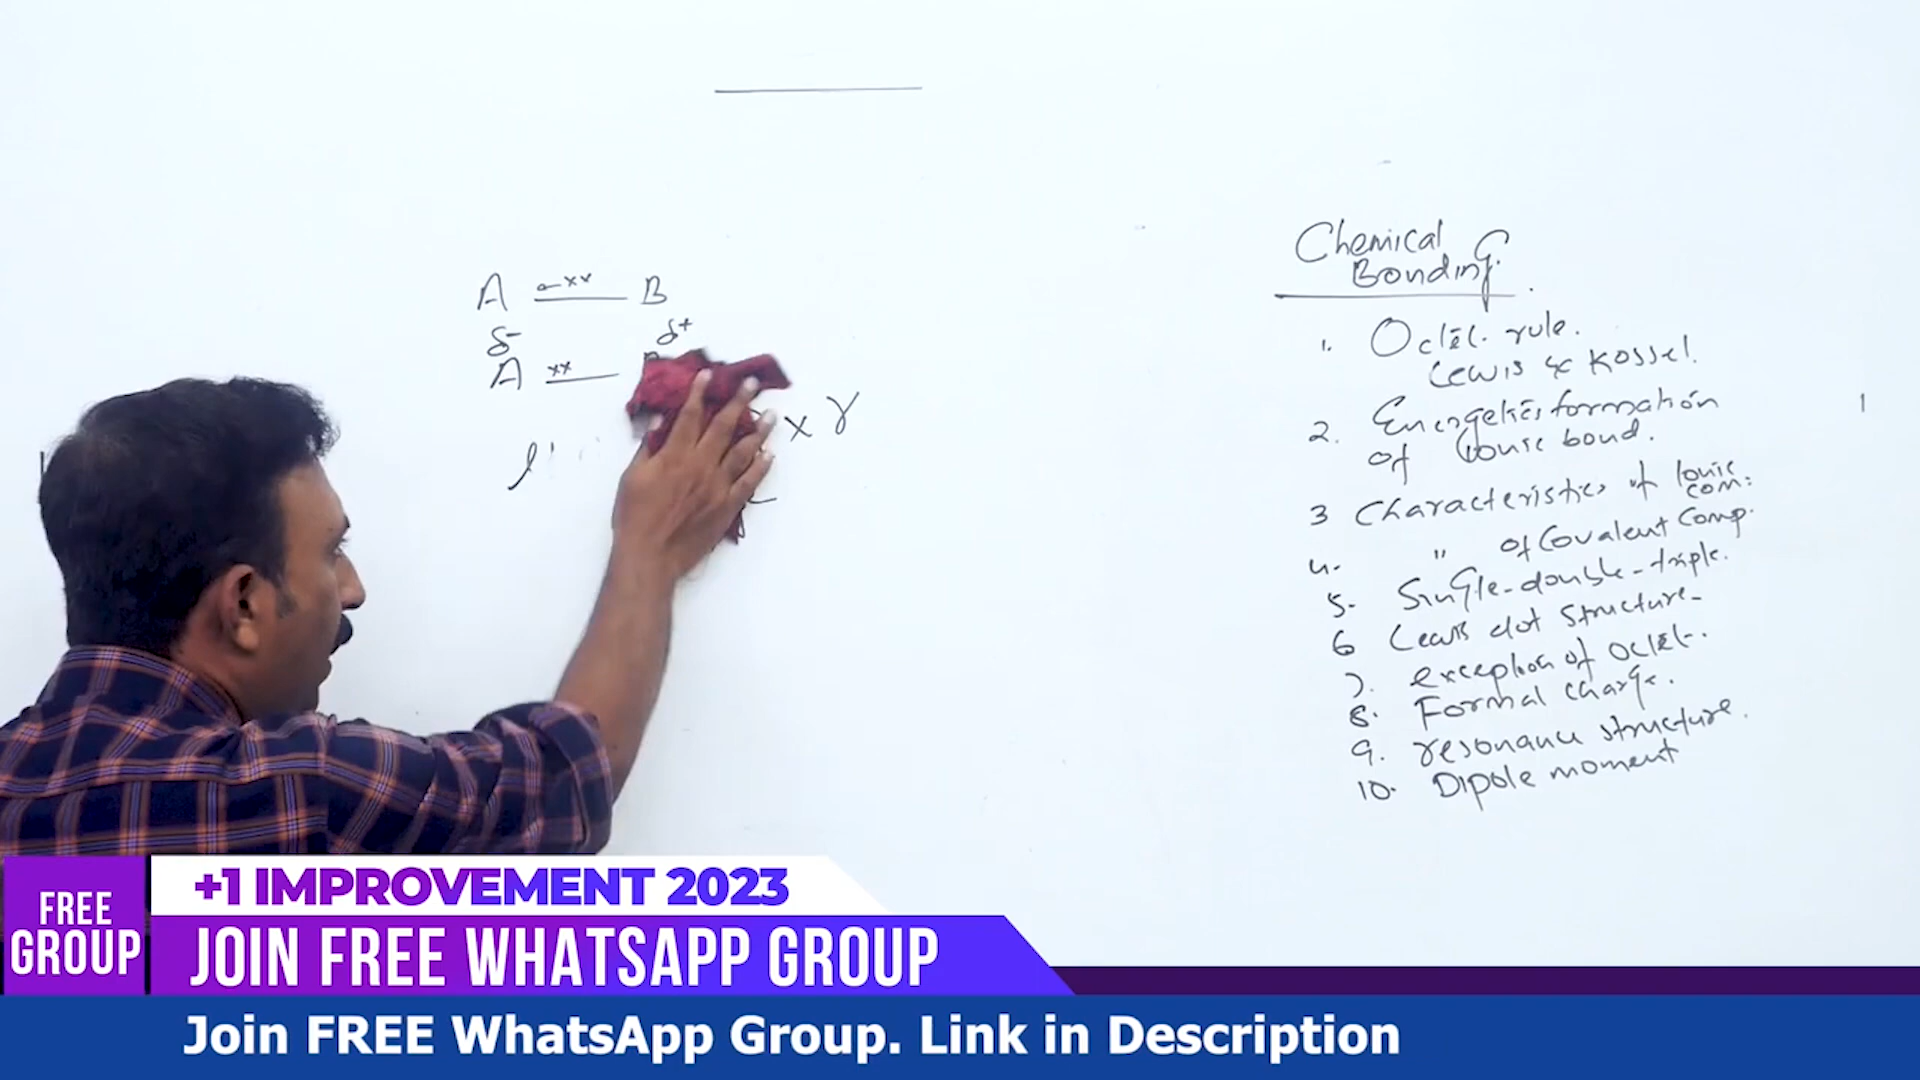 A xx B
δ- δ+
A xx
x r
Chemical
Bonding.
1. Octet. rule.
Lewis & Kossel.
2. Energetics formation
of Ionic bond.
3 Characteristics of Ionic
com:
4. " of Covalent Comp.
5. Single-double-triple.
6 Lewis dot structure-
7. exception of Octet-.
8. Formal charge.
9. resonance structure.
10. Dipole moment
1
FREE
GROUP
+1 IMPROVEMENT 2023
JOIN FREE WHATSAPP GROUP
Join FREE WhatsApp Group. Link in Description